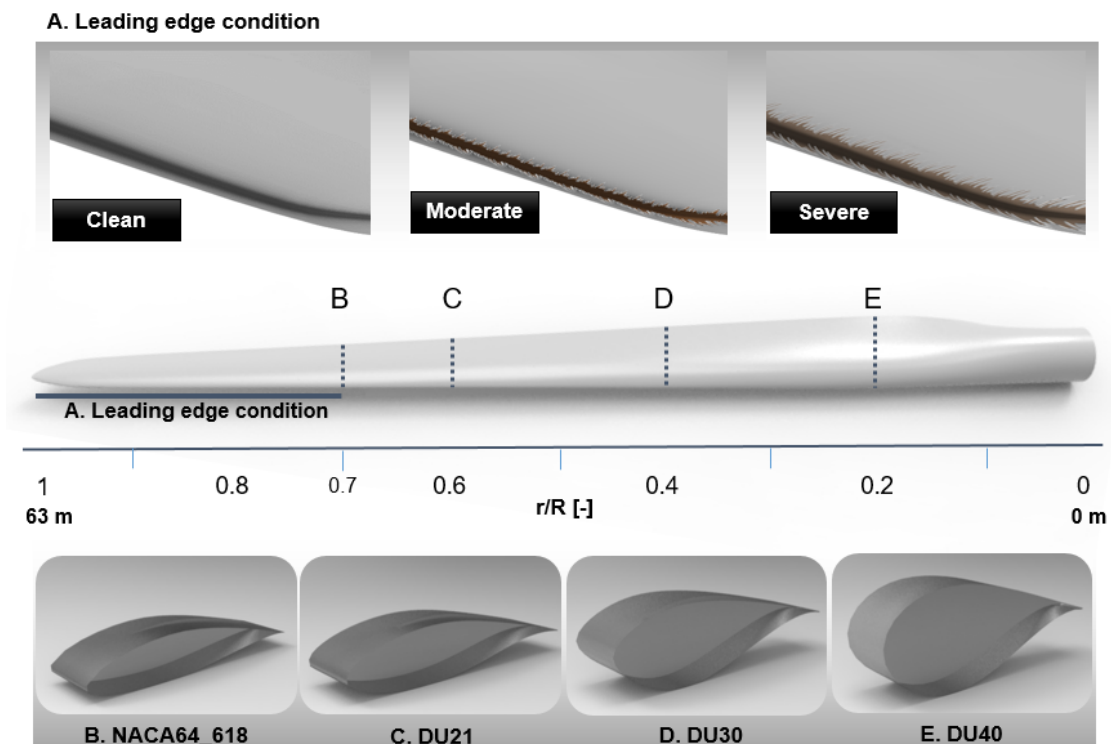 A. Leading edge condition
Clean
Moderate
Severe
B C D E
A. Leading edge condition
1 0.8 0.7 0.6 0.4 0.2 0
63 m r/R [-] 0 m
B. NACA64_618 C. DU21 D. DU30 E. DU40